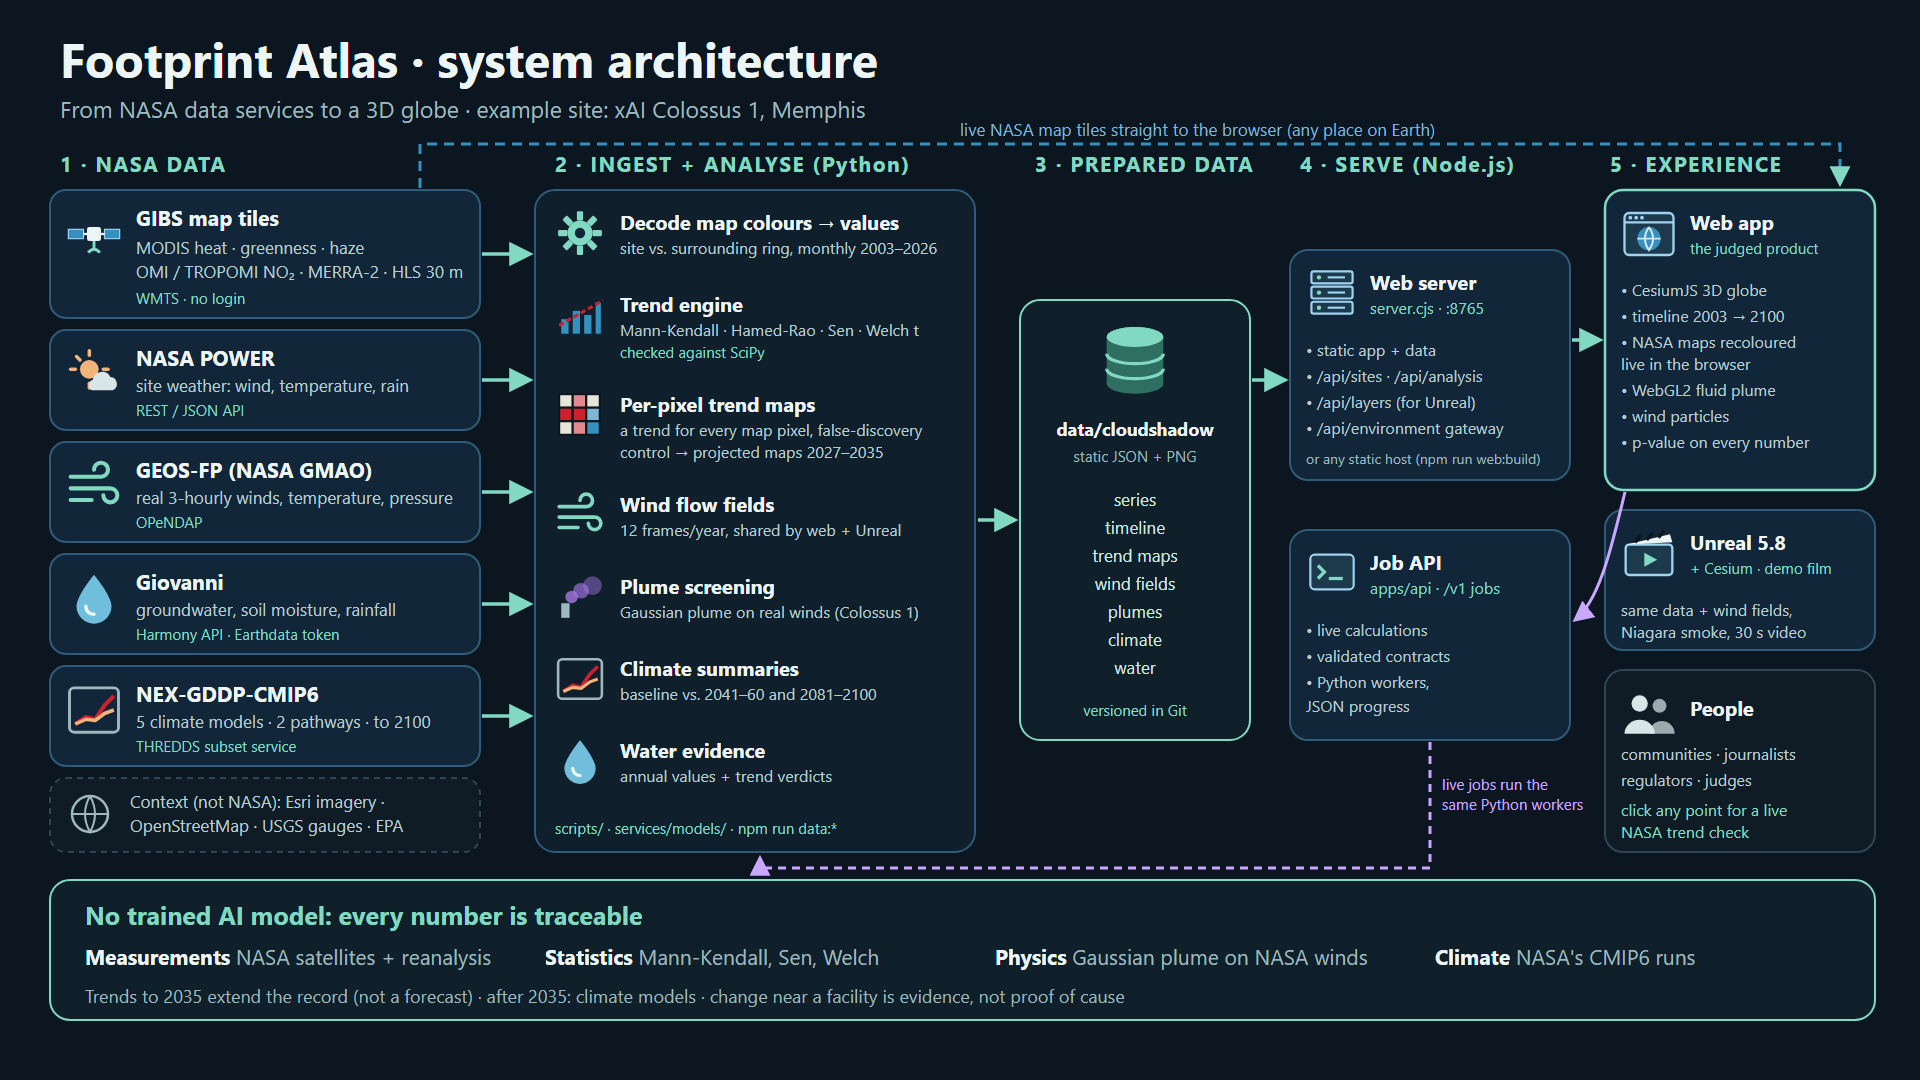 Footprint Atlas · system architecture
From NASA data services to a 3D globe · example site: xAI Colossus 1, Memphis
live NASA map tiles straight to the browser (any place on Earth)
1 · NASA DATA
GIBS map tiles
MODIS heat · greenness · haze
OMI / TROPOMI NO₂ · MERRA-2 · HLS 30 m
WMTS · no login
NASA POWER
site weather: wind, temperature, rain
REST / JSON API
GEOS-FP (NASA GMAO)
real 3-hourly winds, temperature, pressure
OPeNDAP
Giovanni
groundwater, soil moisture, rainfall
Harmony API · Earthdata token
NEX-GDDP-CMIP6
5 climate models · 2 pathways · to 2100
THREDDS subset service
Context (not NASA): Esri imagery ·
OpenStreetMap · USGS gauges · EPA
2 · INGEST + ANALYSE (Python)
Decode map colours → values
site vs. surrounding ring, monthly 2003–2026
Trend engine
Mann-Kendall · Hamed-Rao · Sen · Welch t
checked against SciPy
Per-pixel trend maps
a trend for every map pixel, false-discovery
control → projected maps 2027–2035
Wind flow fields
12 frames/year, shared by web + Unreal
Plume screening
Gaussian plume on real winds (Colossus 1)
Climate summaries
baseline vs. 2041–60 and 2081–2100
Water evidence
annual values + trend verdicts
scripts/ · services/models/ · npm run data:*
3 · PREPARED DATA
data/cloudshadow
static JSON + PNG
series
timeline
trend maps
wind fields
plumes
climate
water
versioned in Git
4 · SERVE (Node.js)
Web server
server.cjs · :8765
• static app + data
• /api/sites · /api/analysis
• /api/layers (for Unreal)
• /api/environment gateway
or any static host (npm run web:build)
Job API
apps/api · /v1 jobs
• live calculations
• validated contracts
• Python workers,
JSON progress
live jobs run the
same Python workers
5 · EXPERIENCE
Web app
the judged product
• CesiumJS 3D globe
• timeline 2003 → 2100
• NASA maps recoloured
live in the browser
• WebGL2 fluid plume
• wind particles
• p-value on every number
Unreal 5.8
+ Cesium · demo film
same data + wind fields,
Niagara smoke, 30 s video
People
communities · journalists
regulators · judges
click any point for a live
NASA trend check
No trained AI model: every number is traceable
Measurements NASA satellites + reanalysis
Statistics Mann-Kendall, Sen, Welch
Physics Gaussian plume on NASA winds
Climate NASA's CMIP6 runs
Trends to 2035 extend the record (not a forecast) · after 2035: climate models · change near a facility is evidence, not proof of cause